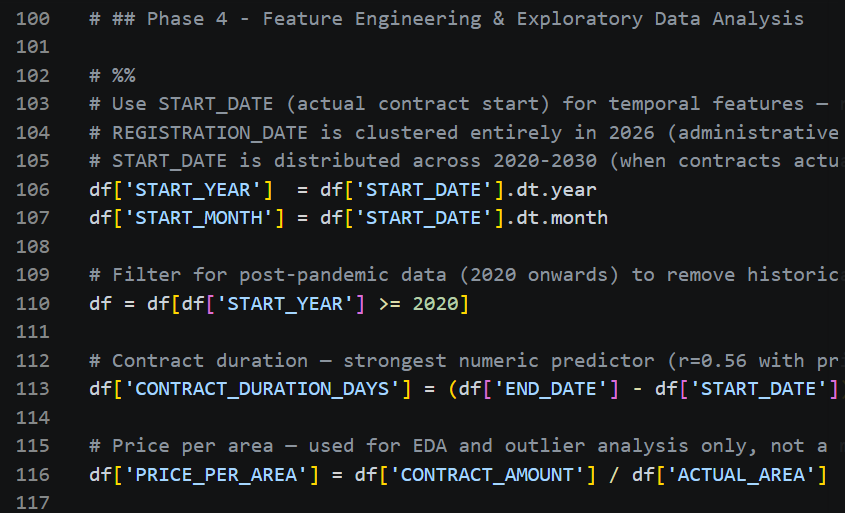 100 # ## Phase 4 - Feature Engineering & Exploratory Data Analysis
101
102 # %%
103 # Use START_DATE (actual contract start) for temporal features —
104 # REGISTRATION_DATE is clustered entirely in 2026 (administrative
105 # START_DATE is distributed across 2020-2030 (when contracts actu
106 df['START_YEAR']  = df['START_DATE'].dt.year
107 df['START_MONTH'] = df['START_DATE'].dt.month
108
109 # Filter for post-pandemic data (2020 onwards) to remove historic
110 df = df[df['START_YEAR'] >= 2020]
111
112 # Contract duration — strongest numeric predictor (r=0.56 with pr
113 df['CONTRACT_DURATION_DAYS'] = (df['END_DATE'] - df['START_DATE']
114
115 # Price per area — used for EDA and outlier analysis only, not a
116 df['PRICE_PER_AREA'] = df['CONTRACT_AMOUNT'] / df['ACTUAL_AREA']
117